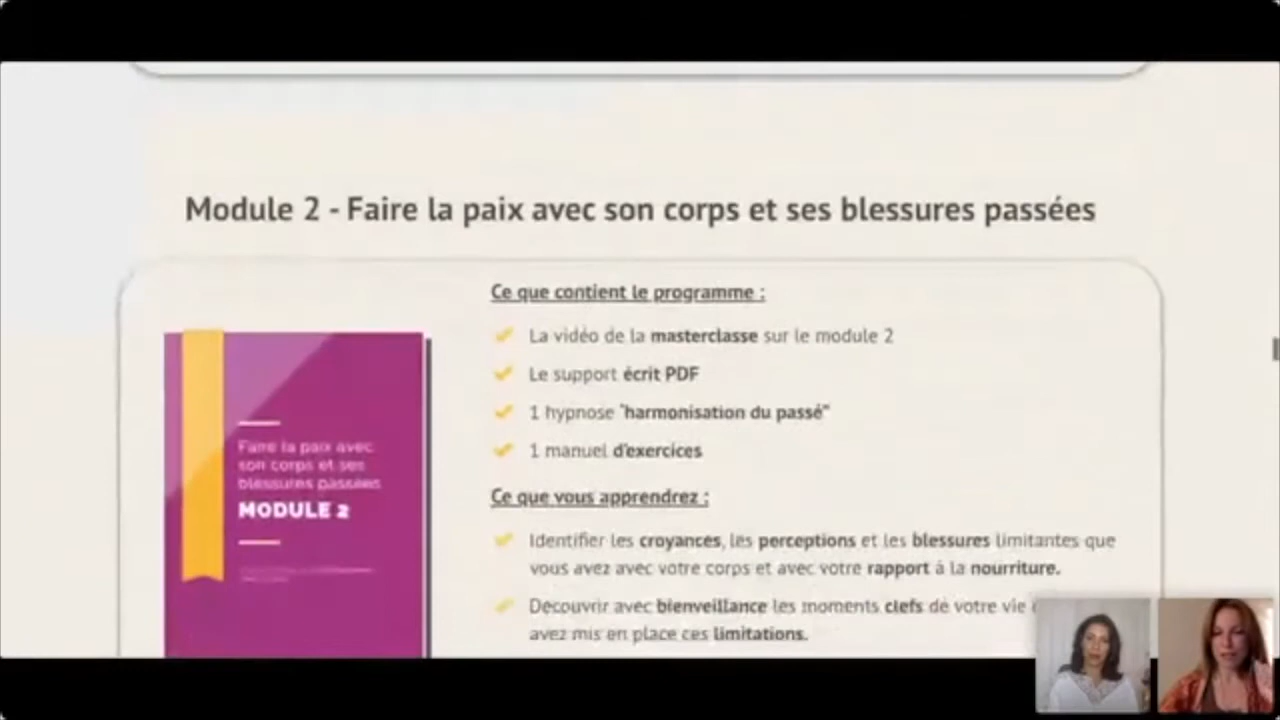 Module 2 - Faire la paix avec son corps et ses blessures passées
Ce que contient le programme :
La vidéo de la masterclasse sur le module 2
Le support écrit PDF
1 hypnose "harmonisation du passé"
1 manuel d'exercices
Ce que vous apprendrez :
Identifier les croyances, les perceptions et les blessures limitantes que
vous avez avec votre corps et avec votre rapport à la nourriture.
Découvrir avec bienveillance les moments clefs de votre vie
avez mis en place ces limitations.
Faire la paix avec
son corps et ses
blessures passées
MODULE 2